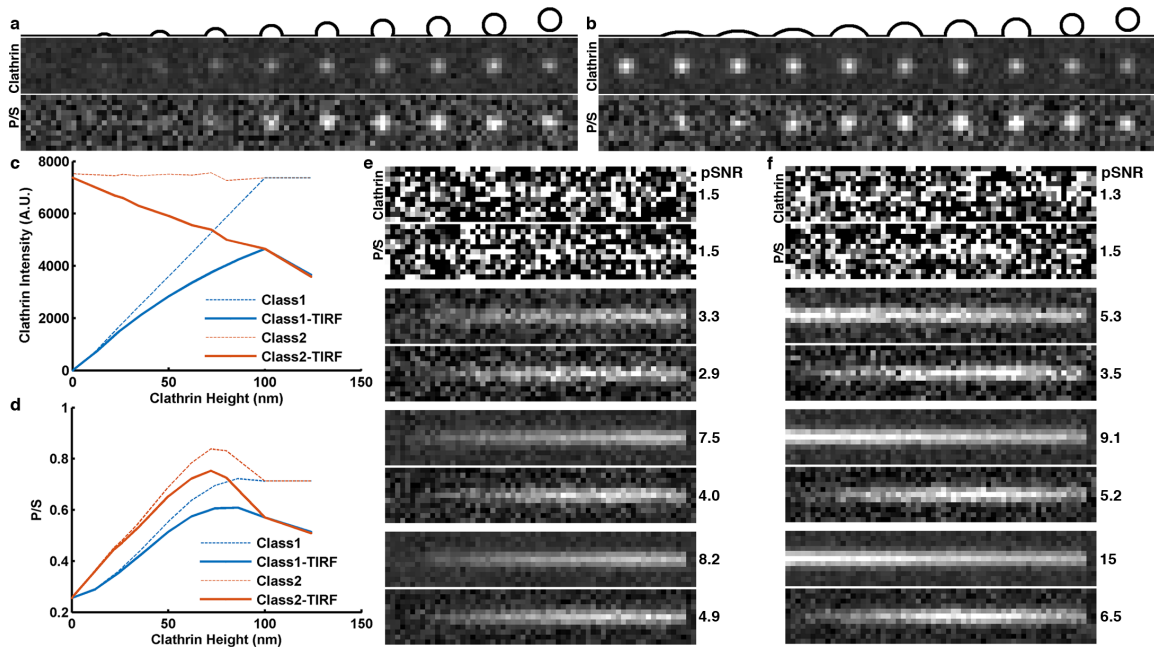 a
Clathrin
P/S
b
Clathrin
P/S
c
8000
6000
4000
2000
0
0
50
100
150
Clathrin Intensity (A.U.)
Clathrin Height (nm)
Class1
Class1-TIRF
Class2
Class2-TIRF
d
1
0.8
0.6
0.4
0.2
0
50
100
150
P/S
Clathrin Height (nm)
Class1
Class1-TIRF
Class2
Class2-TIRF
e
pSNR
Clathrin
1.5
P/S
1.5
3.3
2.9
7.5
4.0
8.2
4.9
f
pSNR
Clathrin
1.3
P/S
1.5
5.3
3.5
9.1
5.2
15
6.5